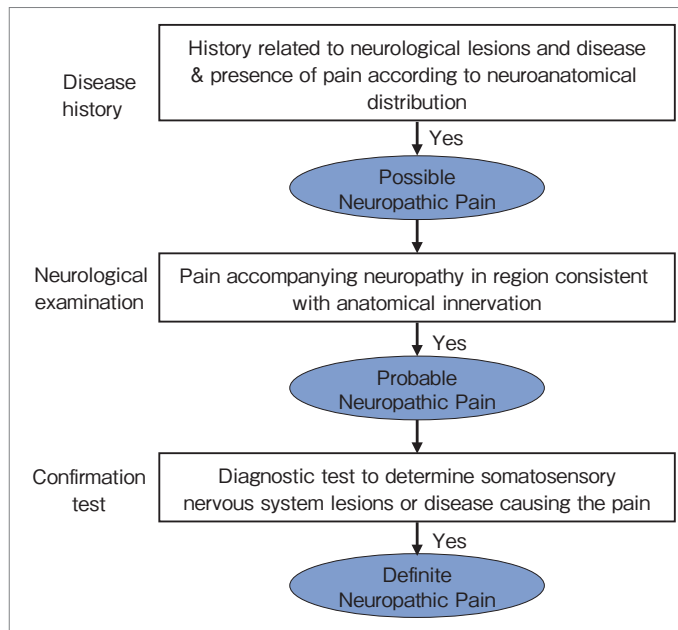 Disease
history
History related to neurological lesions and disease
& presence of pain according to neuroanatomical
distribution
Yes
Possible
Neuropathic Pain
Neurological
examination
Pain accompanying neuropathy in region consistent
with anatomical innervation
Yes
Probable
Neuropathic Pain
Confirmation
test
Diagnostic test to determine somatosensory
nervous system lesions or disease causing the pain
Yes
Definite
Neuropathic Pain